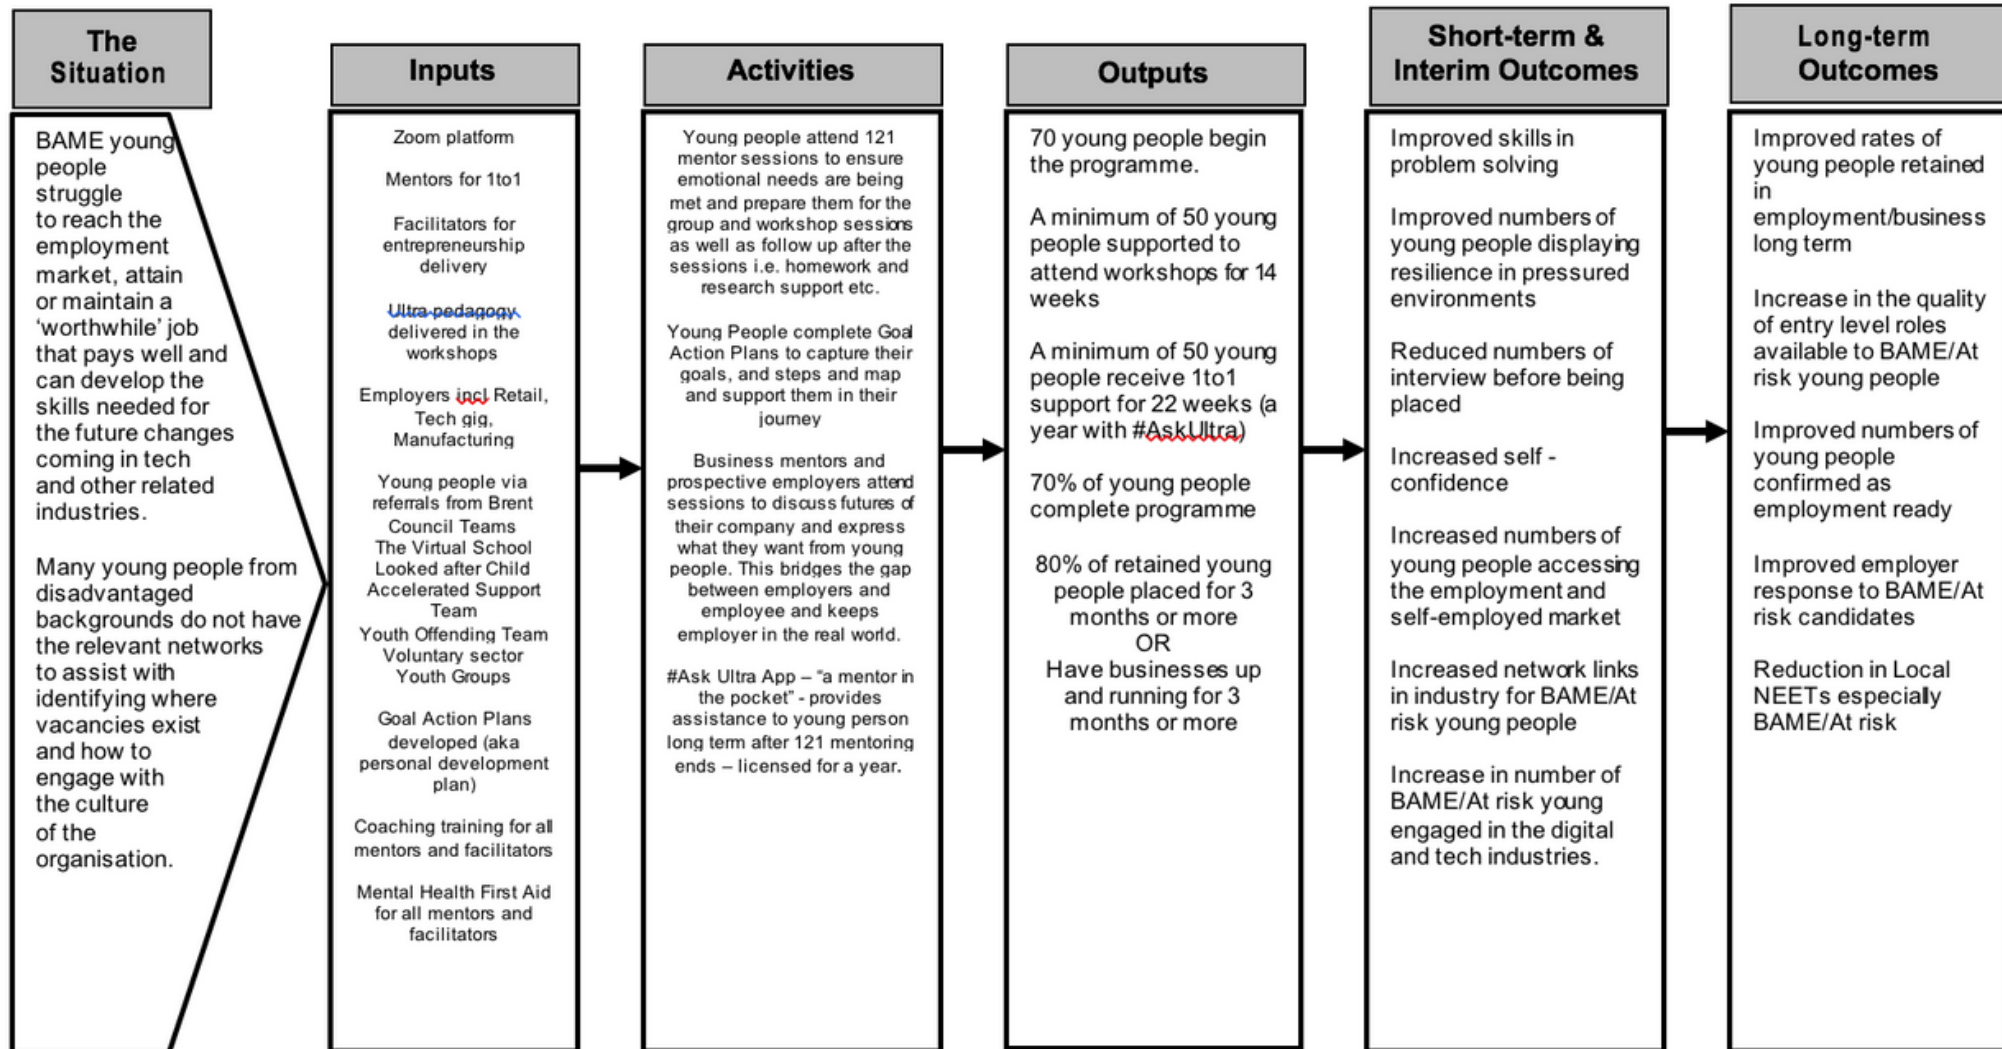 The
Situation
BAME young
people
struggle
to reach the
employment
market, attain
or maintain a
‘worthwhile’ job
that pays well and
can develop the
skills needed for
the future changes
coming in tech
and other related
industries.
Many young people from
disadvantaged
backgrounds do not have
the relevant networks
to assist with
identifying where
vacancies exist
and how to
engage with
the culture
of the
organisation.
Inputs
Zoom platform
Mentors for 1to1
Facilitators for
entrepreneurship
delivery
Ultra pedagogy
delivered in the
workshops
Employers incl Retail,
Tech gig,
Manufacturing
Young people via
referrals from Brent
Council Teams
The Virtual School
Looked after Child
Accelerated Support
Team
Youth Offending Team
Voluntary sector
Youth Groups
Goal Action Plans
developed (aka
personal development
plan)
Coaching training for all
mentors and facilitators
Mental Health First Aid
for all mentors and
facilitators
Activities
Young people attend 121
mentor sessions to ensure
emotional needs are being
met and prepare them for the
group and workshop sessions
as well as follow up after the
sessions i.e. homework and
research support etc.
Young People complete Goal
Action Plans to capture their
goals, and steps and map
and support them in their
journey
Business mentors and
prospective employers attend
sessions to discuss futures of
their company and express
what they want from young
people. This bridges the gap
between employers and
employee and keeps
employer in the real world.
#Ask Ultra App – “a mentor in
the pocket” - provides
assistance to young person
long term after 121 mentoring
ends – licensed for a year.
Outputs
70 young people begin
the programme.
A minimum of 50 young
people supported to
attend workshops for 14
weeks
A minimum of 50 young
people receive 1to1
support for 22 weeks (a
year with #AskUltra)
70% of young people
complete programme
80% of retained young
people placed for 3
months or more
OR
Have businesses up
and running for 3
months or more
Short-term &
Interim Outcomes
Improved skills in
problem solving
Improved numbers of
young people displaying
resilience in pressured
environments
Reduced numbers of
interview before being
placed
Increased self -
confidence
Increased numbers of
young people accessing
the employment and
self-employed market
Increased network links
in industry for BAME/At
risk young people
Increase in number of
BAME/At risk young
engaged in the digital
and tech industries.
Long-term
Outcomes
Improved rates of
young people retained
in
employment/business
long term
Increase in the quality
of entry level roles
available to BAME/At
risk young people
Improved numbers of
young people
confirmed as
employment ready
Improved employer
response to BAME/At
risk candidates
Reduction in Local
NEETs especially
BAME/At risk